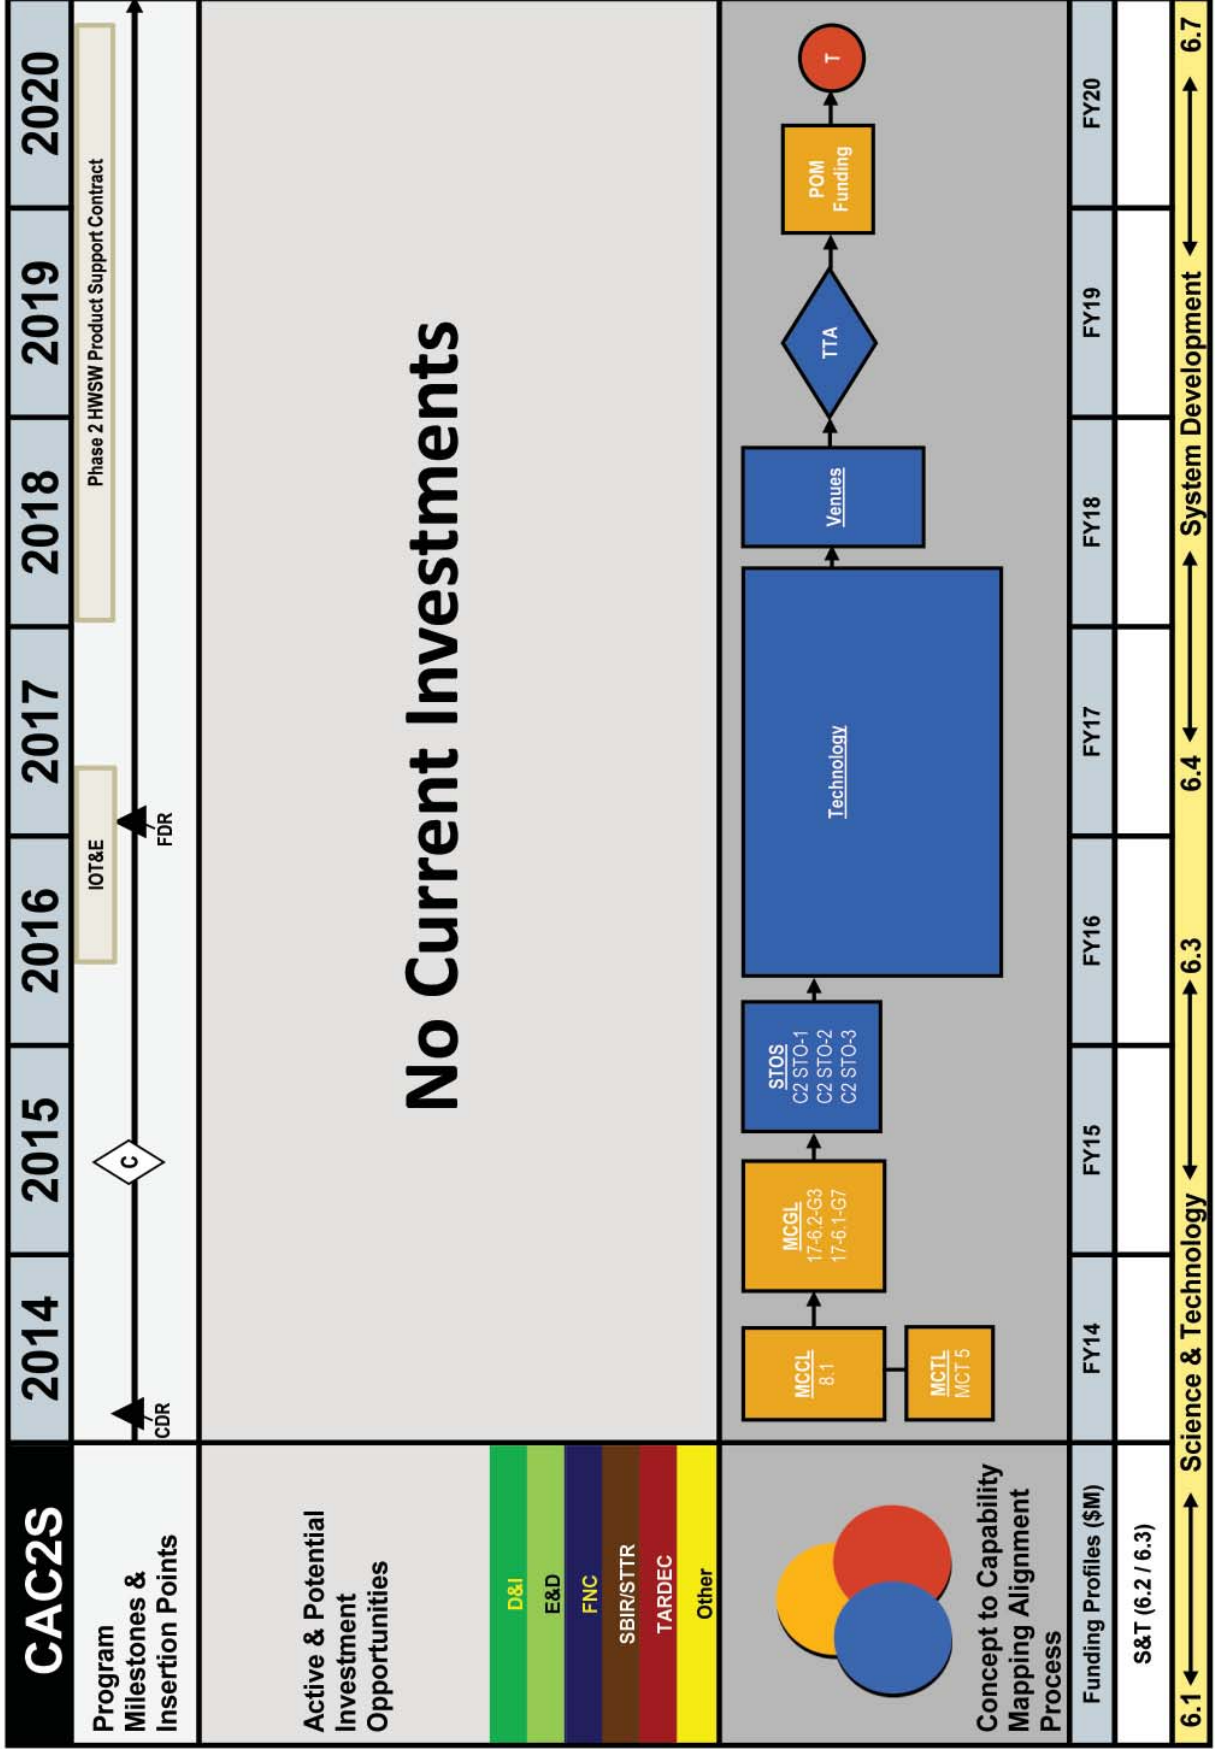 CAC2S
2014
2015
2016
2017
2018
2019
2020
Program
Milestones &
Insertion Points
CDR
C
IOT&E
FDR
Phase 2 HWSW Product Support Contract
Active & Potential
Investment
Opportunities
D&I
E&D
FNC
SBIR/STTR
TARDEC
Other
No Current Investments
Concept to Capability
Mapping Alignment
Process
MCCL
8.1
MCTL
MCT 5
MCGL
17-6.2-G3
17-6.1-G7
STOS
C2 STO-1
C2 STO-2
C2 STO-3
Technology
Venues
TTA
POM
Funding
T
Funding Profiles ($M)
FY14
FY15
FY16
FY17
FY18
FY19
FY20
S&T (6.2 / 6.3)
6.1
Science & Technology
6.3
6.4
System Development
6.7